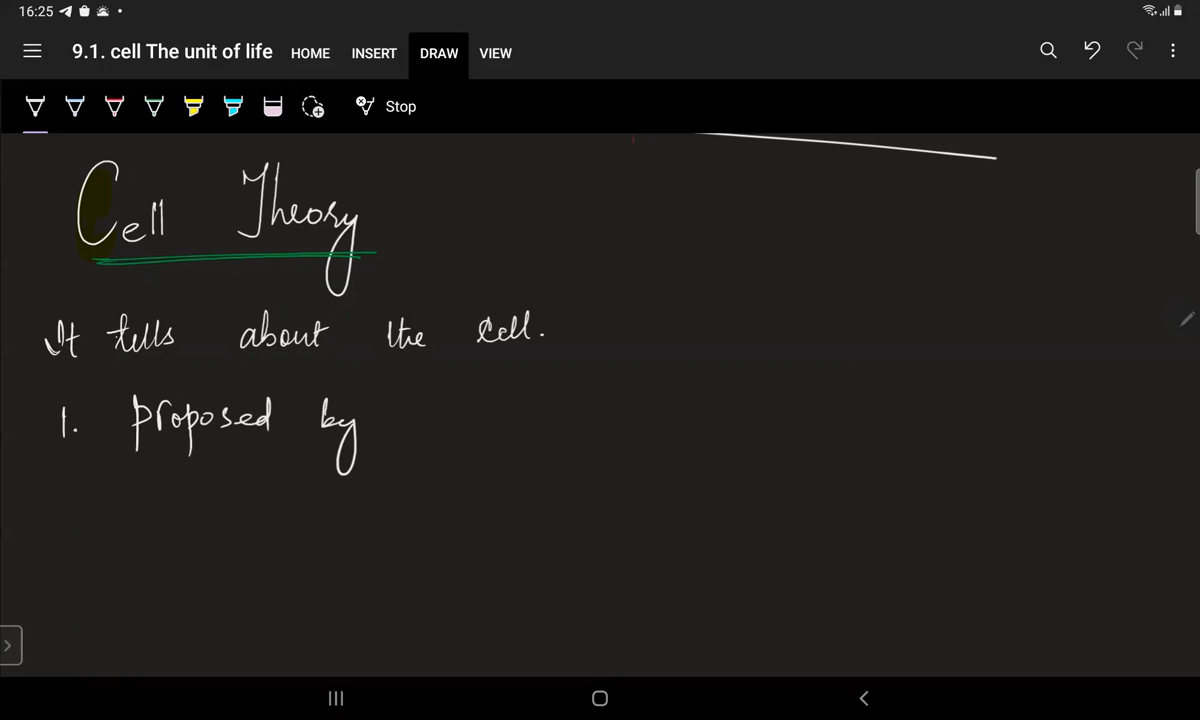 16:25
9.1. cell The unit of life HOME INSERT DRAW VIEW
Stop
Cell Theory
It tells about the cell.
1. proposed by